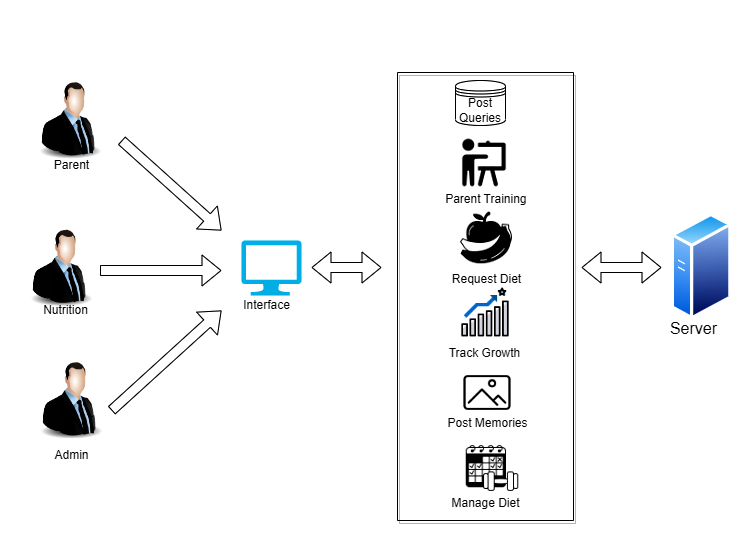 Parent
Nutrition
Admin
Interface
Post
Queries
Parent Training
Request Diet
Track Growth
Post Memories
Manage Diet
Server